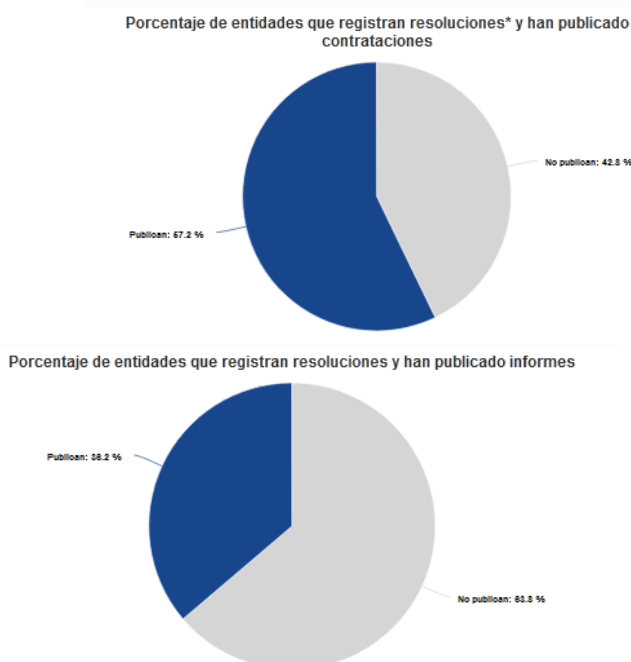 Porcentaje de entidades que registran resoluciones* y han publicado
contrataciones
No publican: 42.8 %
Publican: 57.2 %
Porcentaje de entidades que registran resoluciones y han publicado informes
Publican: 36.2 %
No publican: 63.8 %